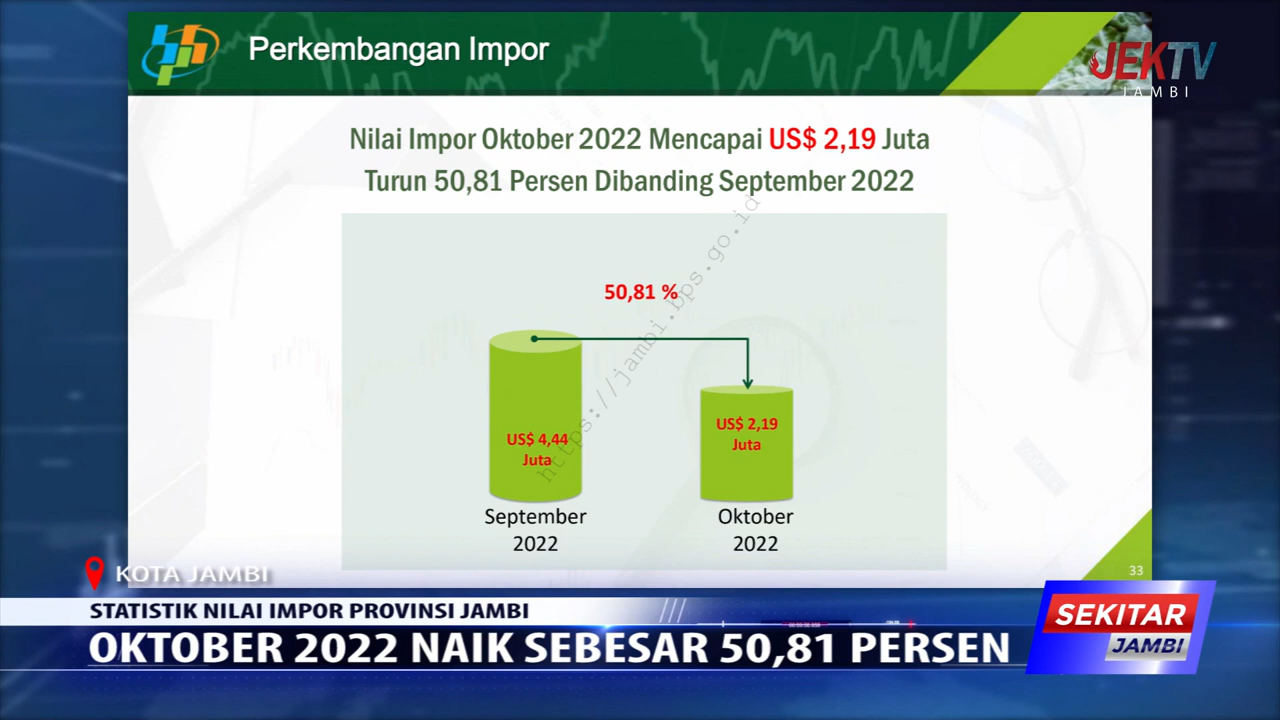 Perkembangan Impor
JEKTV
JAMBI
Nilai Impor Oktober 2022 Mencapai US$ 2,19 Juta
Turun 50,81 Persen Dibanding September 2022
50,81 %
https://jambi.bps.go.id
US$ 4,44
Juta
US$ 2,19
Juta
September
2022
Oktober
2022
33
KOTA JAMBI
STATISTIK NILAI IMPOR PROVINSI JAMBI
OKTOBER 2022 NAIK SEBESAR 50,81 PERSEN
SEKITAR
JAMBI